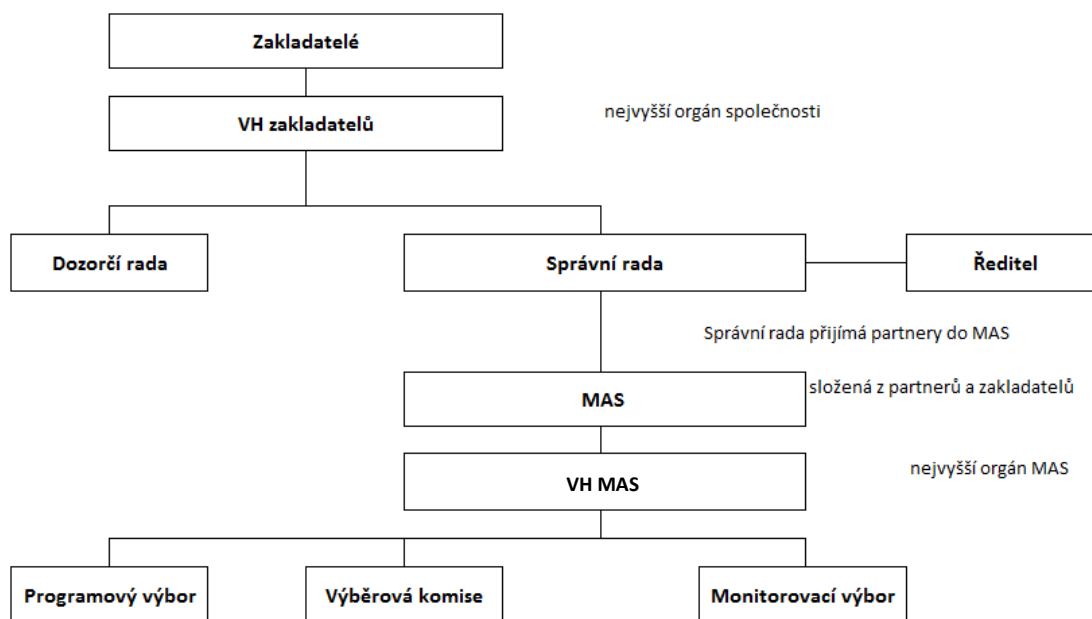 Zakladatelé
VH zakladatelů
nejvyšší orgán společnosti
Dozorčí rada
Správní rada
Ředitel
Správní rada přijímá partnery do MAS
MAS
složená z partnerů a zakladatelů
VH MAS
nejvyšší orgán MAS
Programový výbor
Výběrová komise
Monitorovací výbor